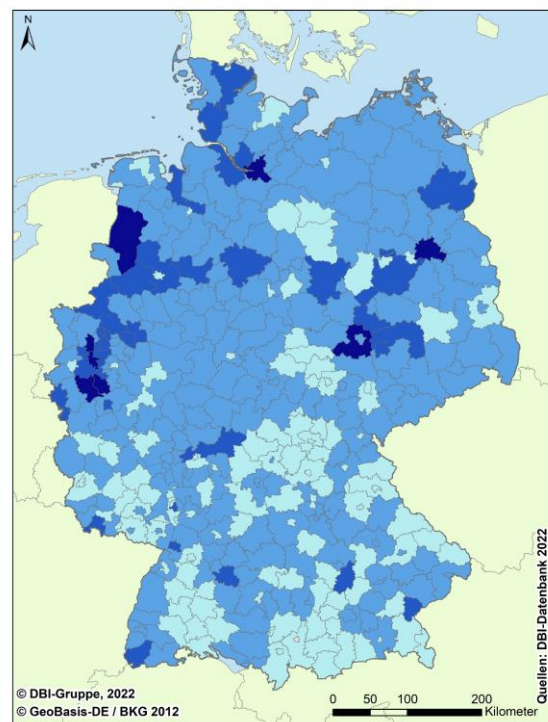 N
© DBI-Gruppe, 2022
© GeoBasis-DE / BKG 2012
0 50 100 200
Kilometer
Quellen: DBI-Datenbank 2022